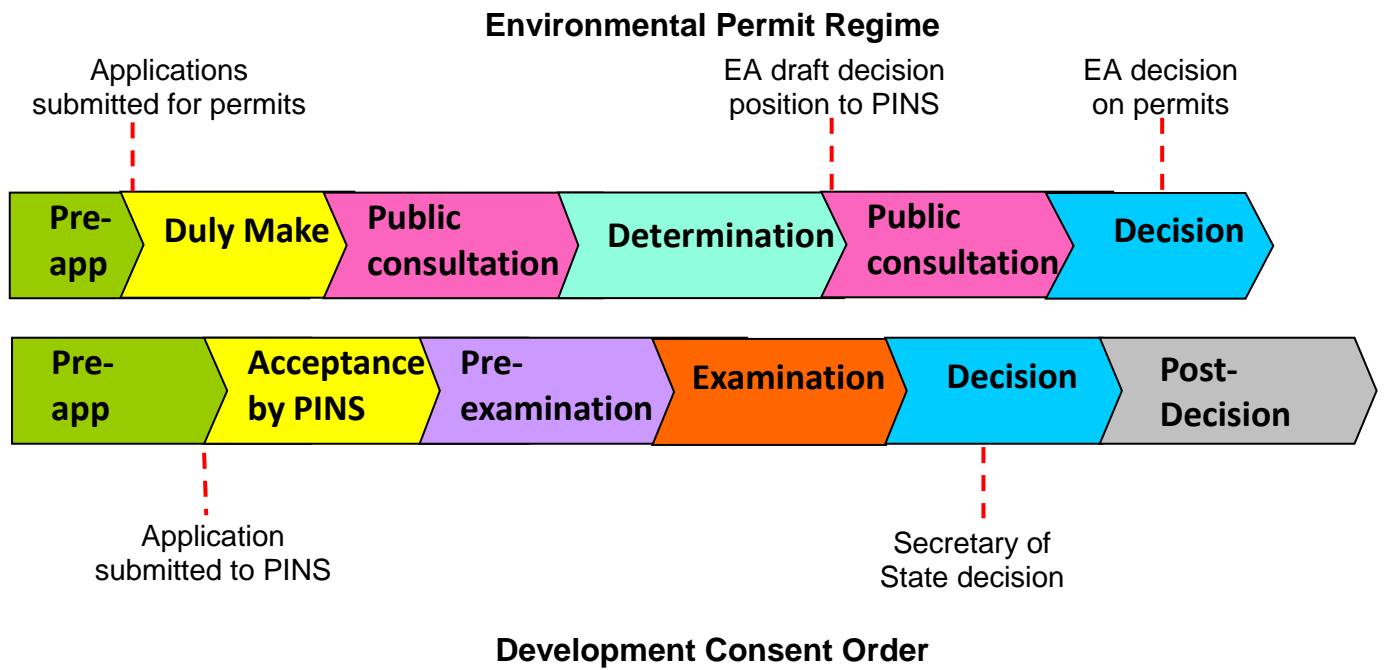 Environmental Permit Regime
Applications
submitted for permits
EA draft decision
position to PINS
EA decision
on permits
Pre-
app
Duly Make
Public
consultation
Determination
Public
consultation
Decision
Pre-
app
Acceptance
by PINS
Pre-
examination
Examination
Decision
Post-
Decision
Application
submitted to PINS
Secretary of
State decision
Development Consent Order